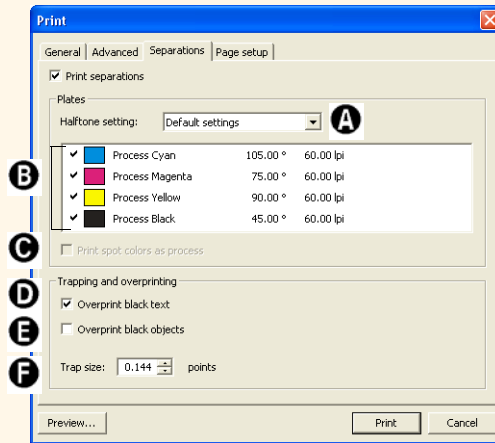 Print
General Advanced Separations Page setup
Print separations
Plates
Halftone setting: Default settings A
B
Process Cyan 105.00 ° 60.00 lpi
Process Magenta 75.00 ° 60.00 lpi
Process Yellow 90.00 ° 60.00 lpi
Process Black 45.00 ° 60.00 lpi
C Print spot colors as process
Trapping and overprinting
D Overprint black text
E Overprint black objects
F Trap size: 0.144 points
Preview... Print Cancel